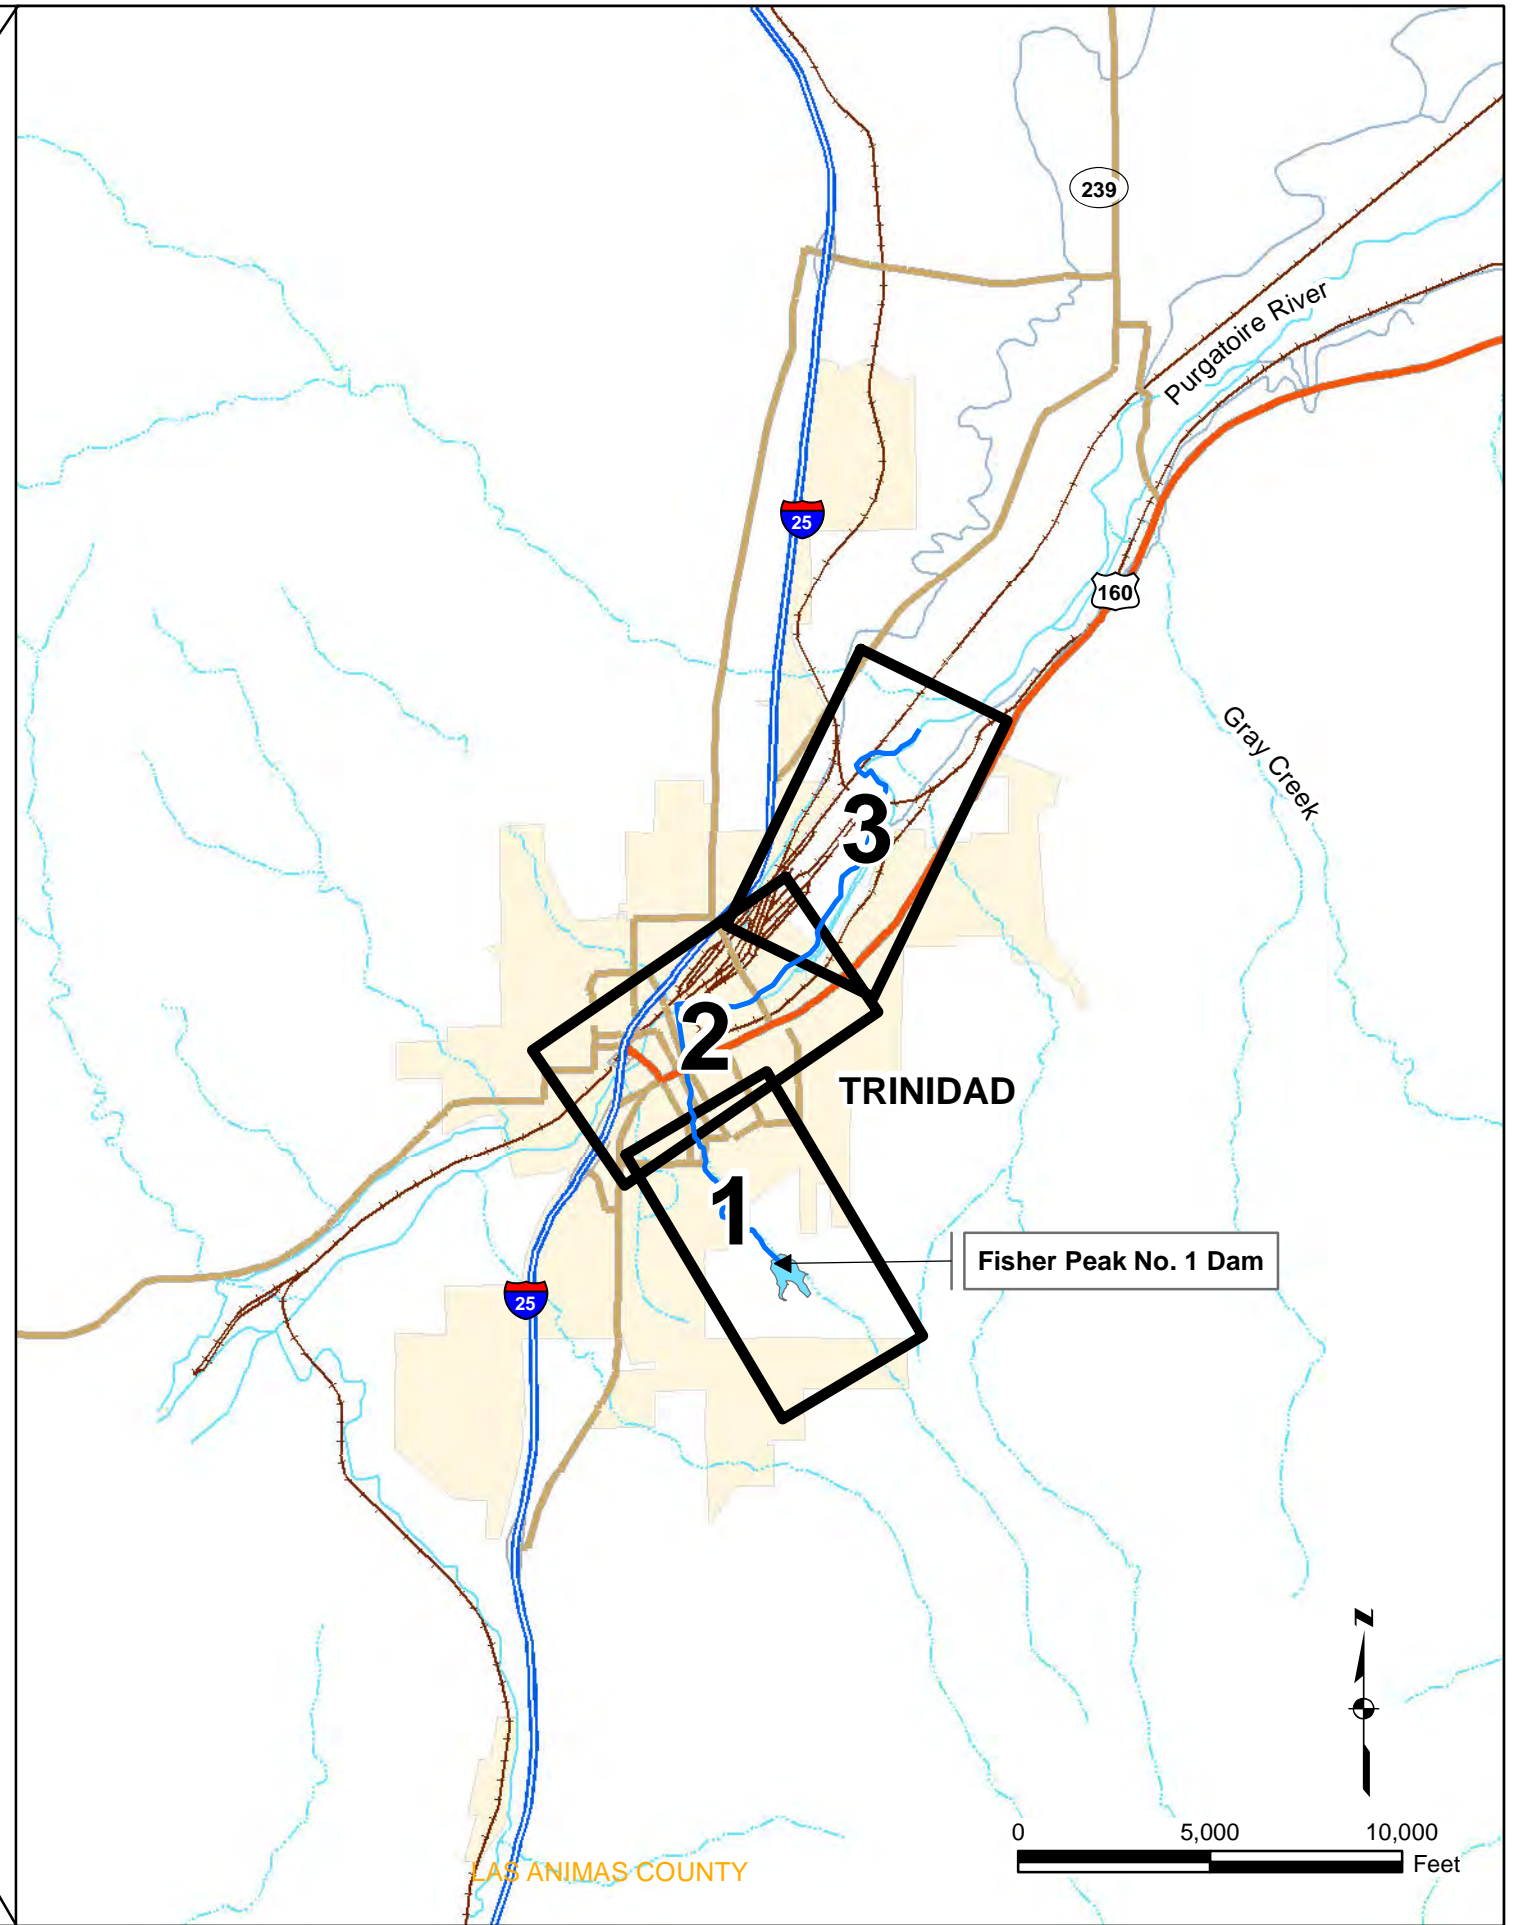 239
Purgatoire River
25
160
Gray Creek
3
2
TRINIDAD
1
Fisher Peak No. 1 Dam
25
N
0 5,000 10,000
Feet
LAS ANIMAS COUNTY